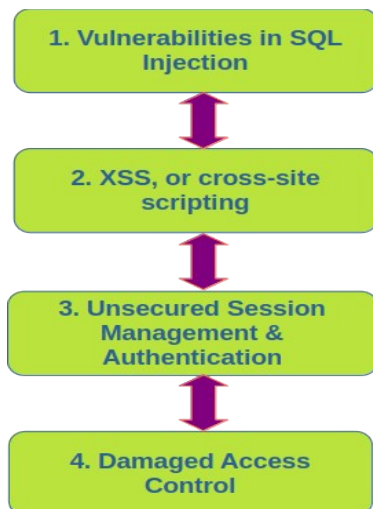 1. Vulnerabilities in SQL
Injection
2. XSS, or cross-site
scripting
3. Unsecured Session
Management &
Authentication
4. Damaged Access
Control